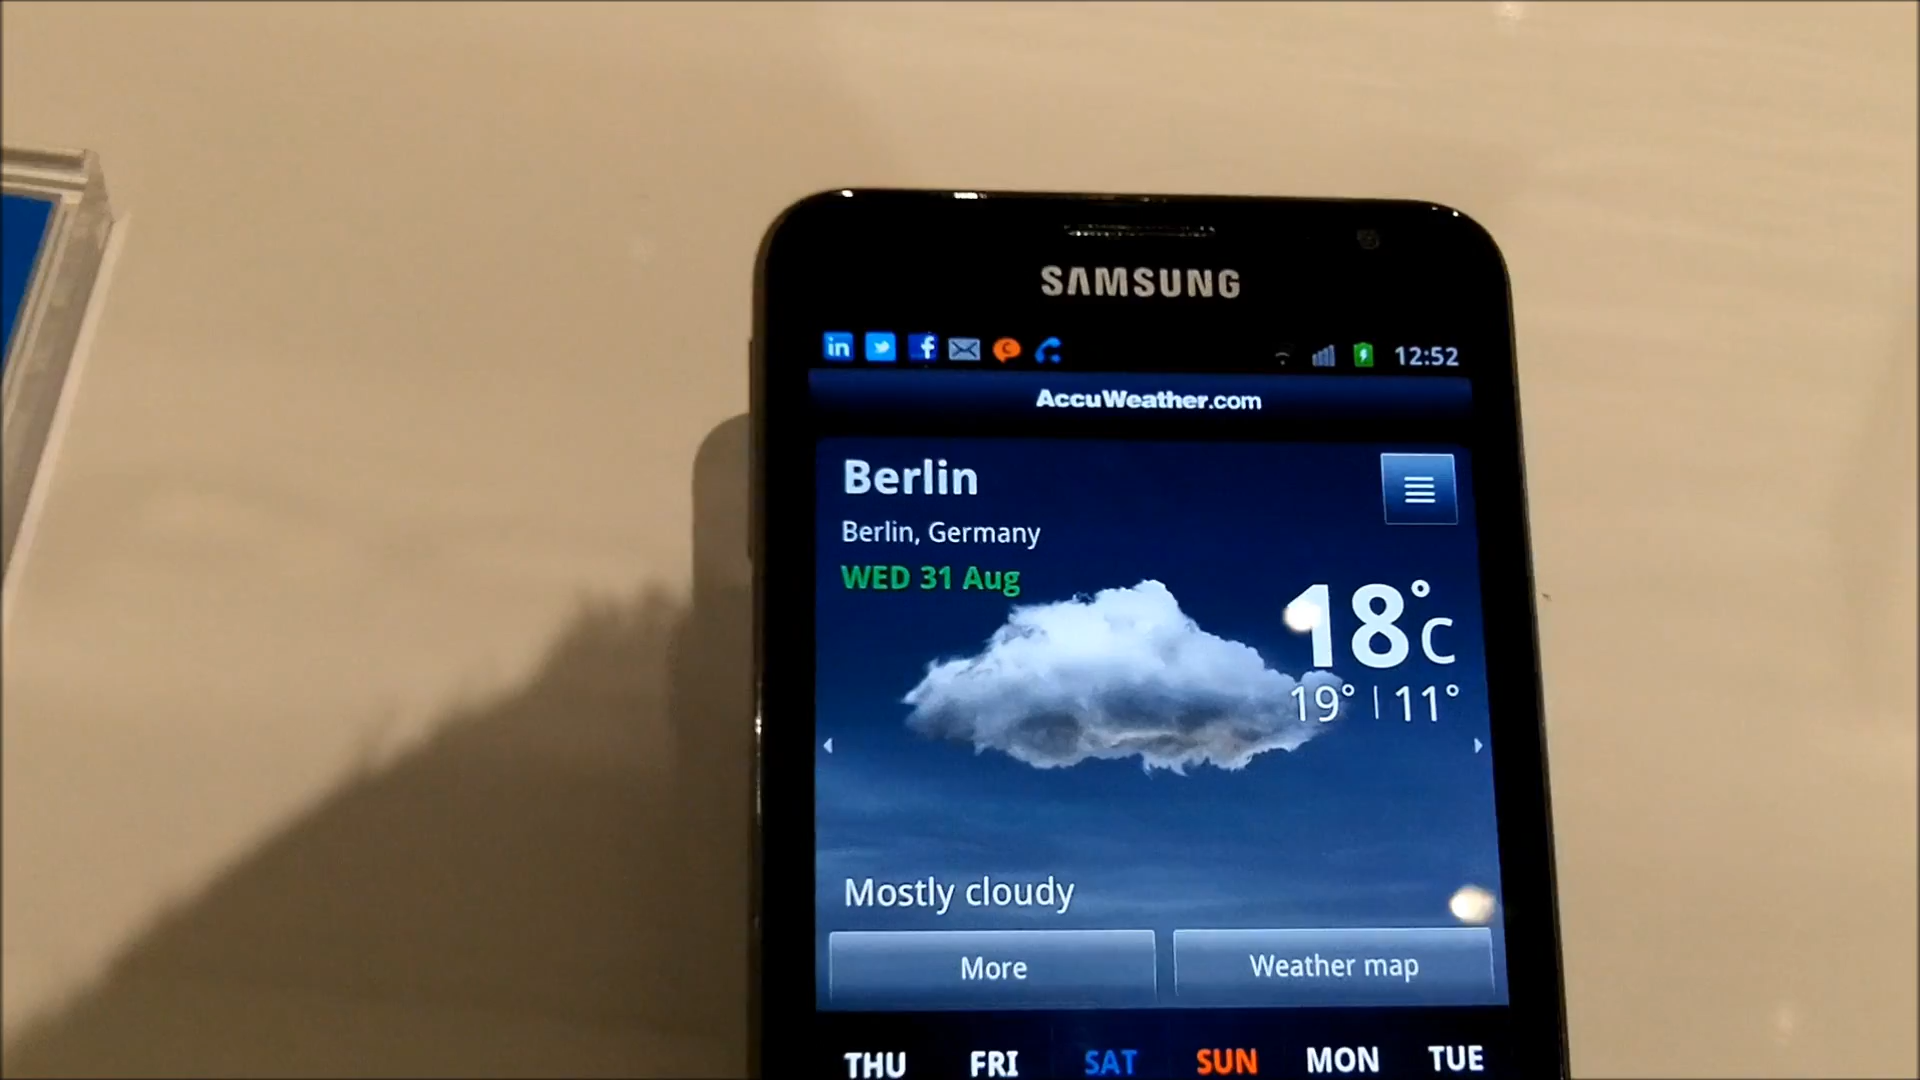 SAMSUNG
12:52
AccuWeather.com
Berlin
Berlin, Germany
WED 31 Aug
18°C
19° | 11°
Mostly cloudy
More
Weather map
THU FRI SAT SUN MON TUE